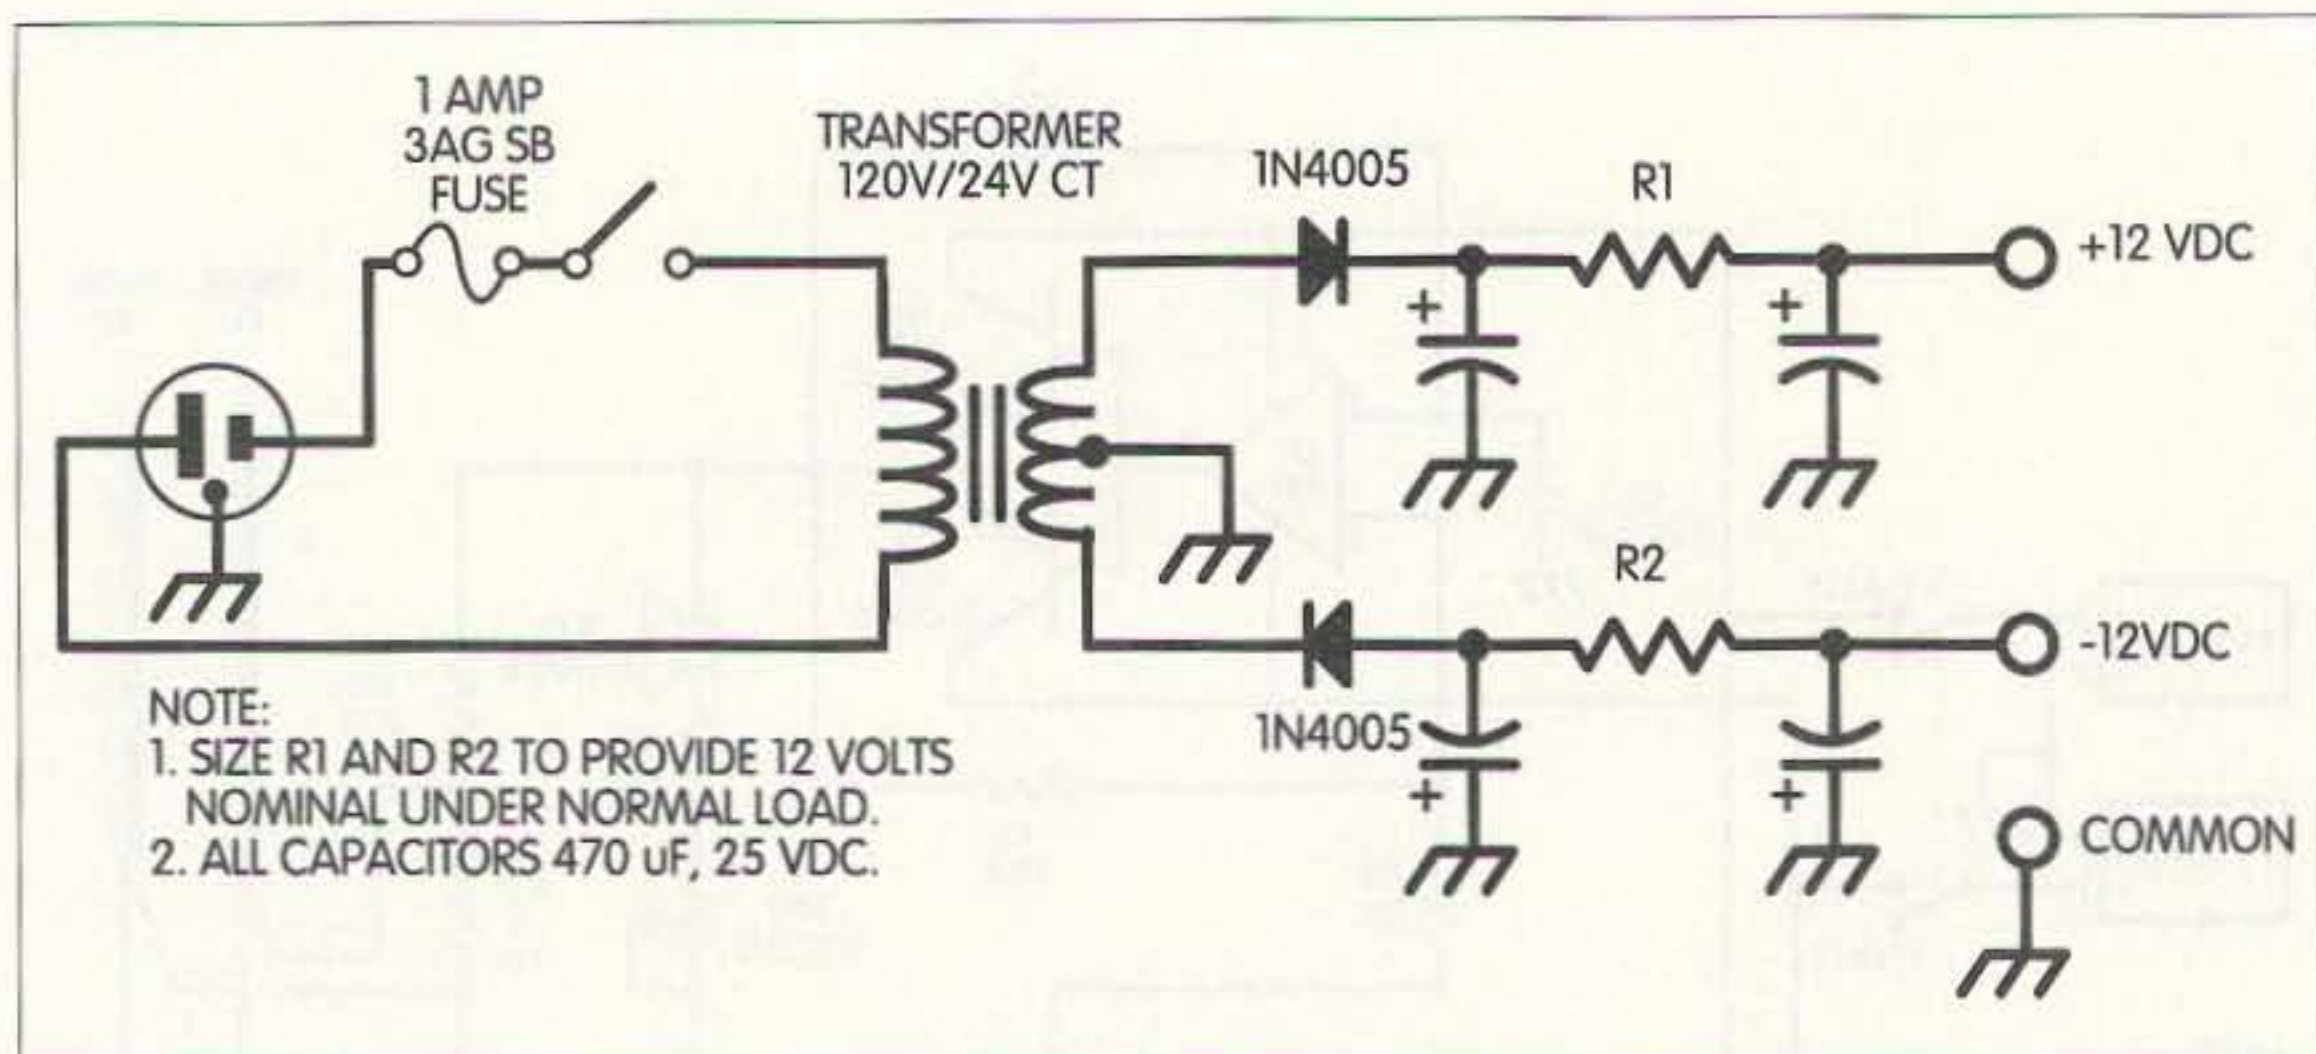 1 AMP
3AG SB
FUSE
TRANSFORMER
120V/24V CT
1N4005
R1
+12 VDC
+
+
R2
-12VDC
1N4005
+
+
COMMON
NOTE:
1. SIZE R1 AND R2 TO PROVIDE 12 VOLTS
NOMINAL UNDER NORMAL LOAD.
2. ALL CAPACITORS 470 uF, 25 VDC.